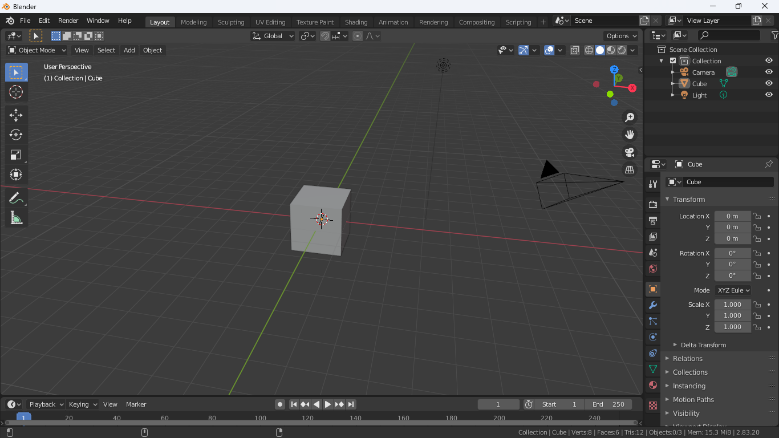 Blender
File Edit Render Window Help Layout Modeling Sculpting UV Editing Texture Paint Shading Animation Rendering Compositing Scripting + Scene View Layer
Global Options
Object Mode View Select Add Object
User Perspective
(1) Collection | Cube
Z
Y
X
Scene Collection
Collection
Camera
Cube
Light
Cube
Cube
Transform
Location X 0 m
Y 0 m
Z 0 m
Rotation X 0°
Y 0°
Z 0°
Mode XYZ Eule
Scale X 1.000
Y 1.000
Z 1.000
Delta Transform
Relations
Collections
Instancing
Motion Paths
Visibility
Playback Keying View Marker 1 Start 1 End 250
1 20 40 60 80 100 120 140 160 180 200 220 240
Collection | Cube | Verts:8 | Faces:6 | Tris:12 | Objects:0/3 | Mem: 15.3 MiB | 2.83.20